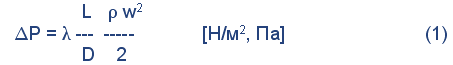 L ρ w²
ΔP = λ --- ----- [Н/м², Па] (1)
D 2